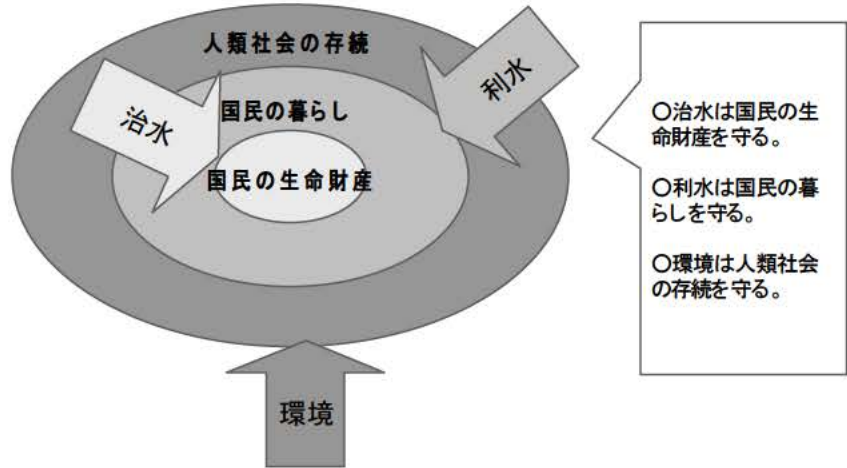 人類社会の存続
利水
治水
国民の暮らし
国民の生命財産
環境
〇治水は国民の生
命財産を守る。
〇利水は国民の暮
らしを守る。
〇環境は人類社会
の存続を守る。